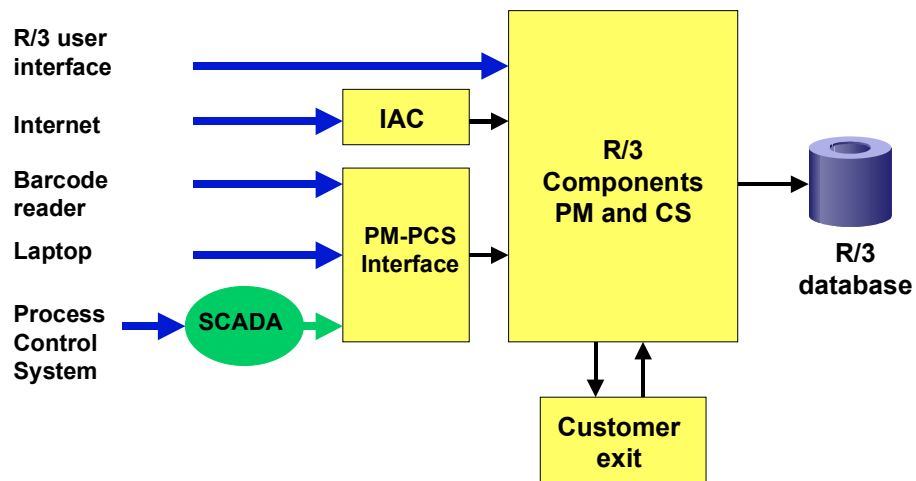 R/3 user
interface
Internet
Barcode
reader
Laptop
Process
Control
System
SCADA
IAC
PM-PCS
Interface
R/3
Components
PM and CS
Customer
exit
R/3
database